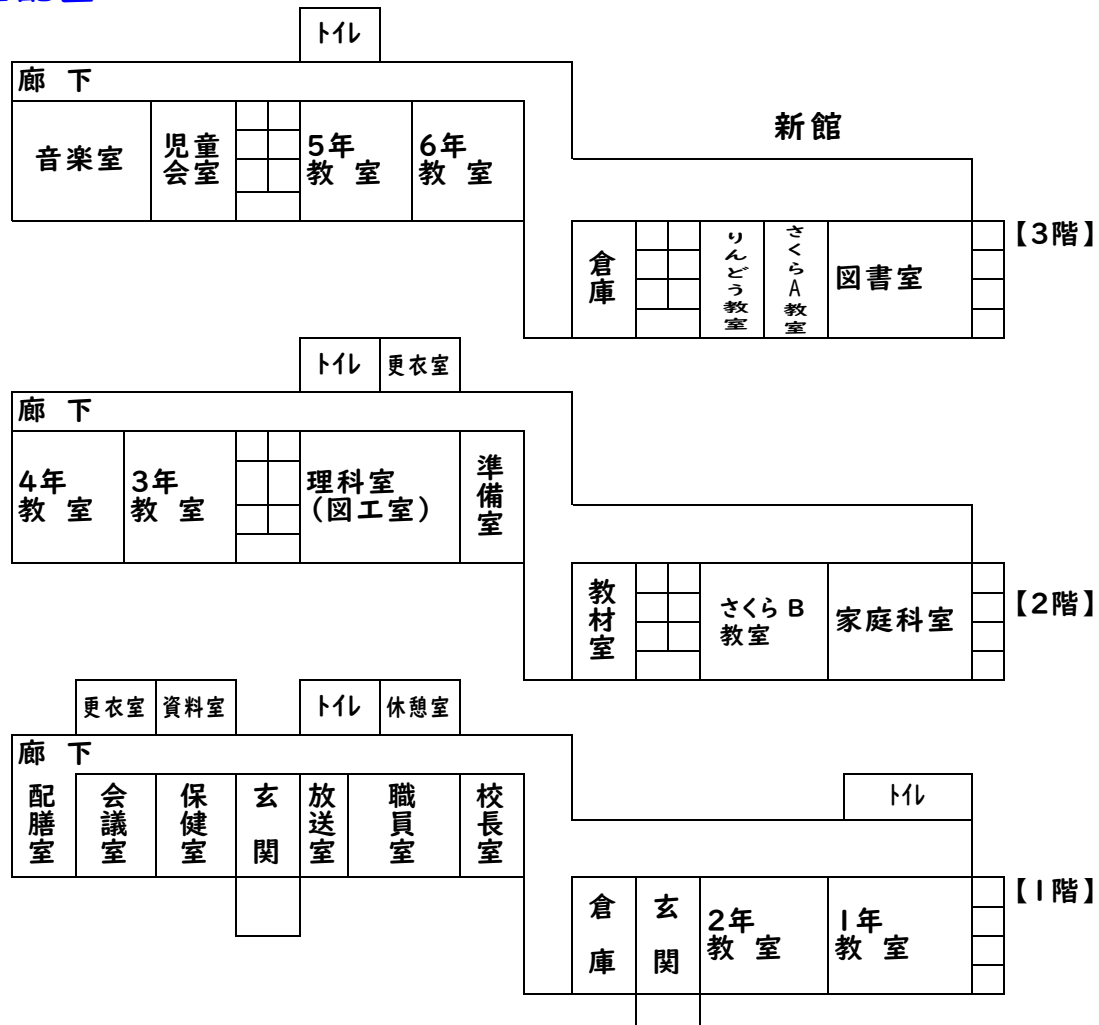 トイレ
廊 下
新館
音楽室
児童
会室
5年
教 室
6年
教 室
【3階】
倉庫
りんどう教室
さくらA教室
図書室
トイレ
更衣室
廊 下
4年
教 室
3年
教 室
理科室
(図工室)
準備室
【2階】
教材室
さくら B
教室
家庭科室
更衣室
資料室
トイレ
休憩室
廊 下
配膳室
会議室
保健室
玄関
放送室
職員室
校長室
トイレ
【1階】
倉庫
玄関
2年
教 室
1年
教 室